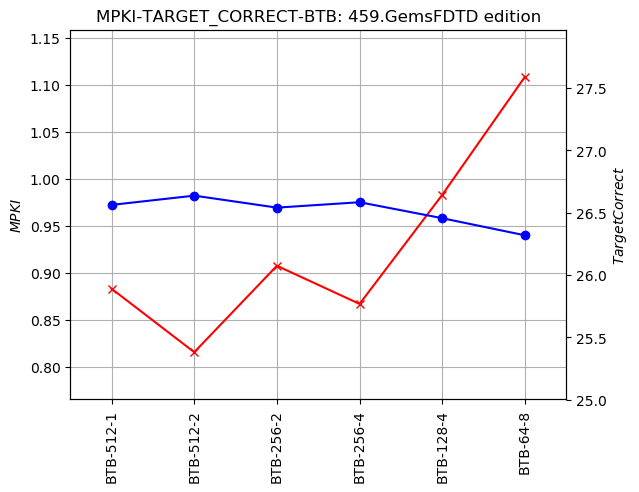 MPKI-TARGET_CORRECT-BTB: 459.GemsFDTD edition
1.15
1.10
1.05
1.00
0.95
0.90
0.85
0.80
MPKI
27.5
27.0
26.5
26.0
25.5
25.0
TargetCorrect
BTB-512-1
BTB-512-2
BTB-256-2
BTB-256-4
BTB-128-4
BTB-64-8